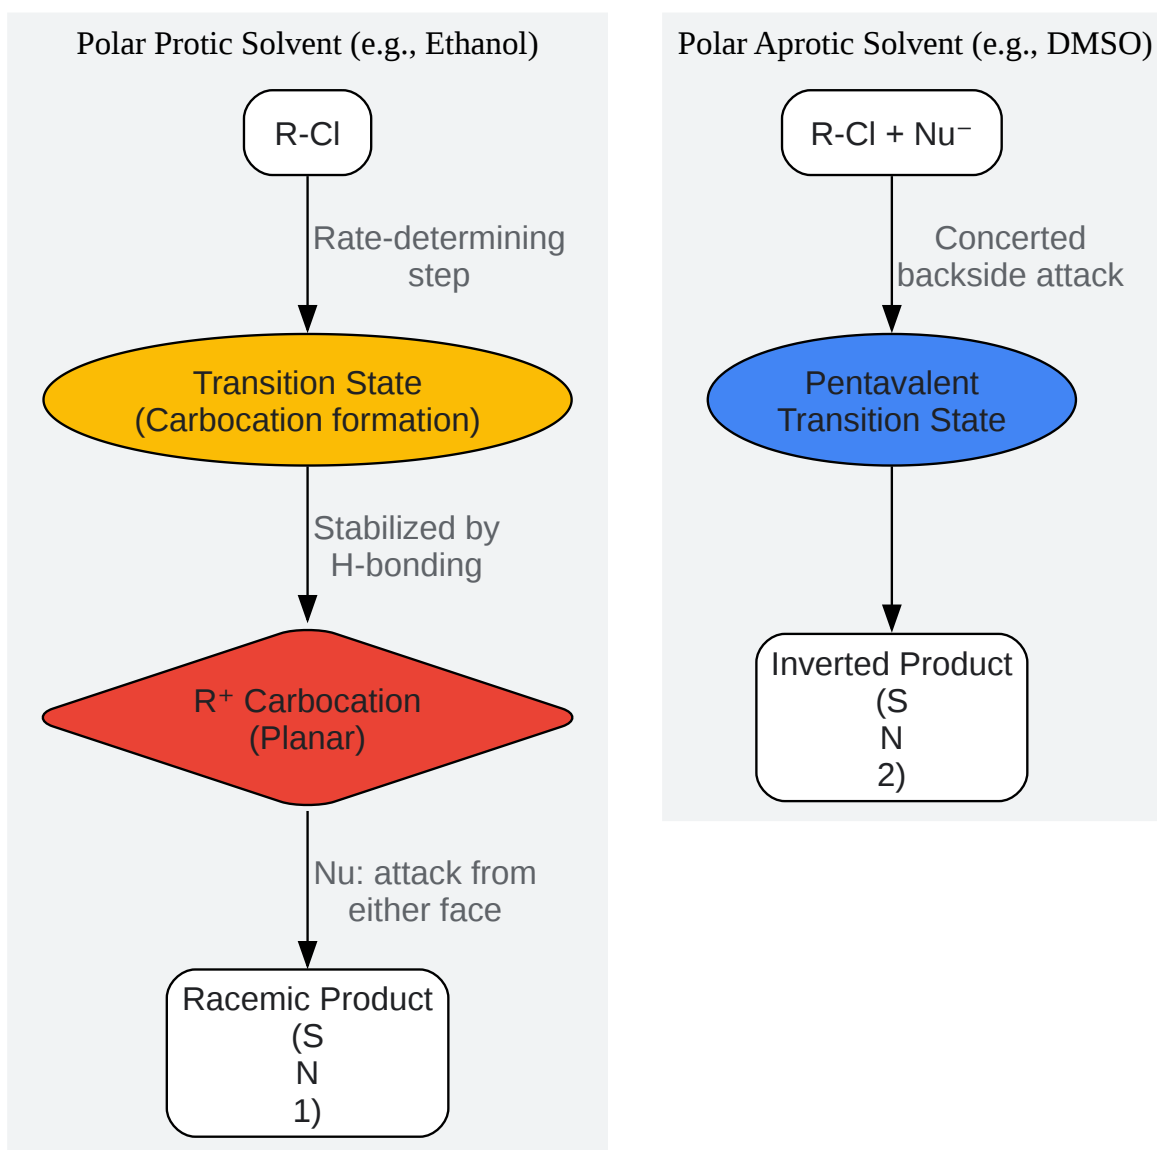 Polar Protic Solvent (e.g., Ethanol)
R-Cl
Rate-determining
step
Transition State
(Carbocation formation)
Stabilized by
H-bonding
R⁺ Carbocation
(Planar)
Nu: attack from
either face
Racemic Product
(S
N
1)
Polar Aprotic Solvent (e.g., DMSO)
R-Cl + Nu⁻
Concerted
backside attack
Pentavalent
Transition State
Inverted Product
(S
N
2)